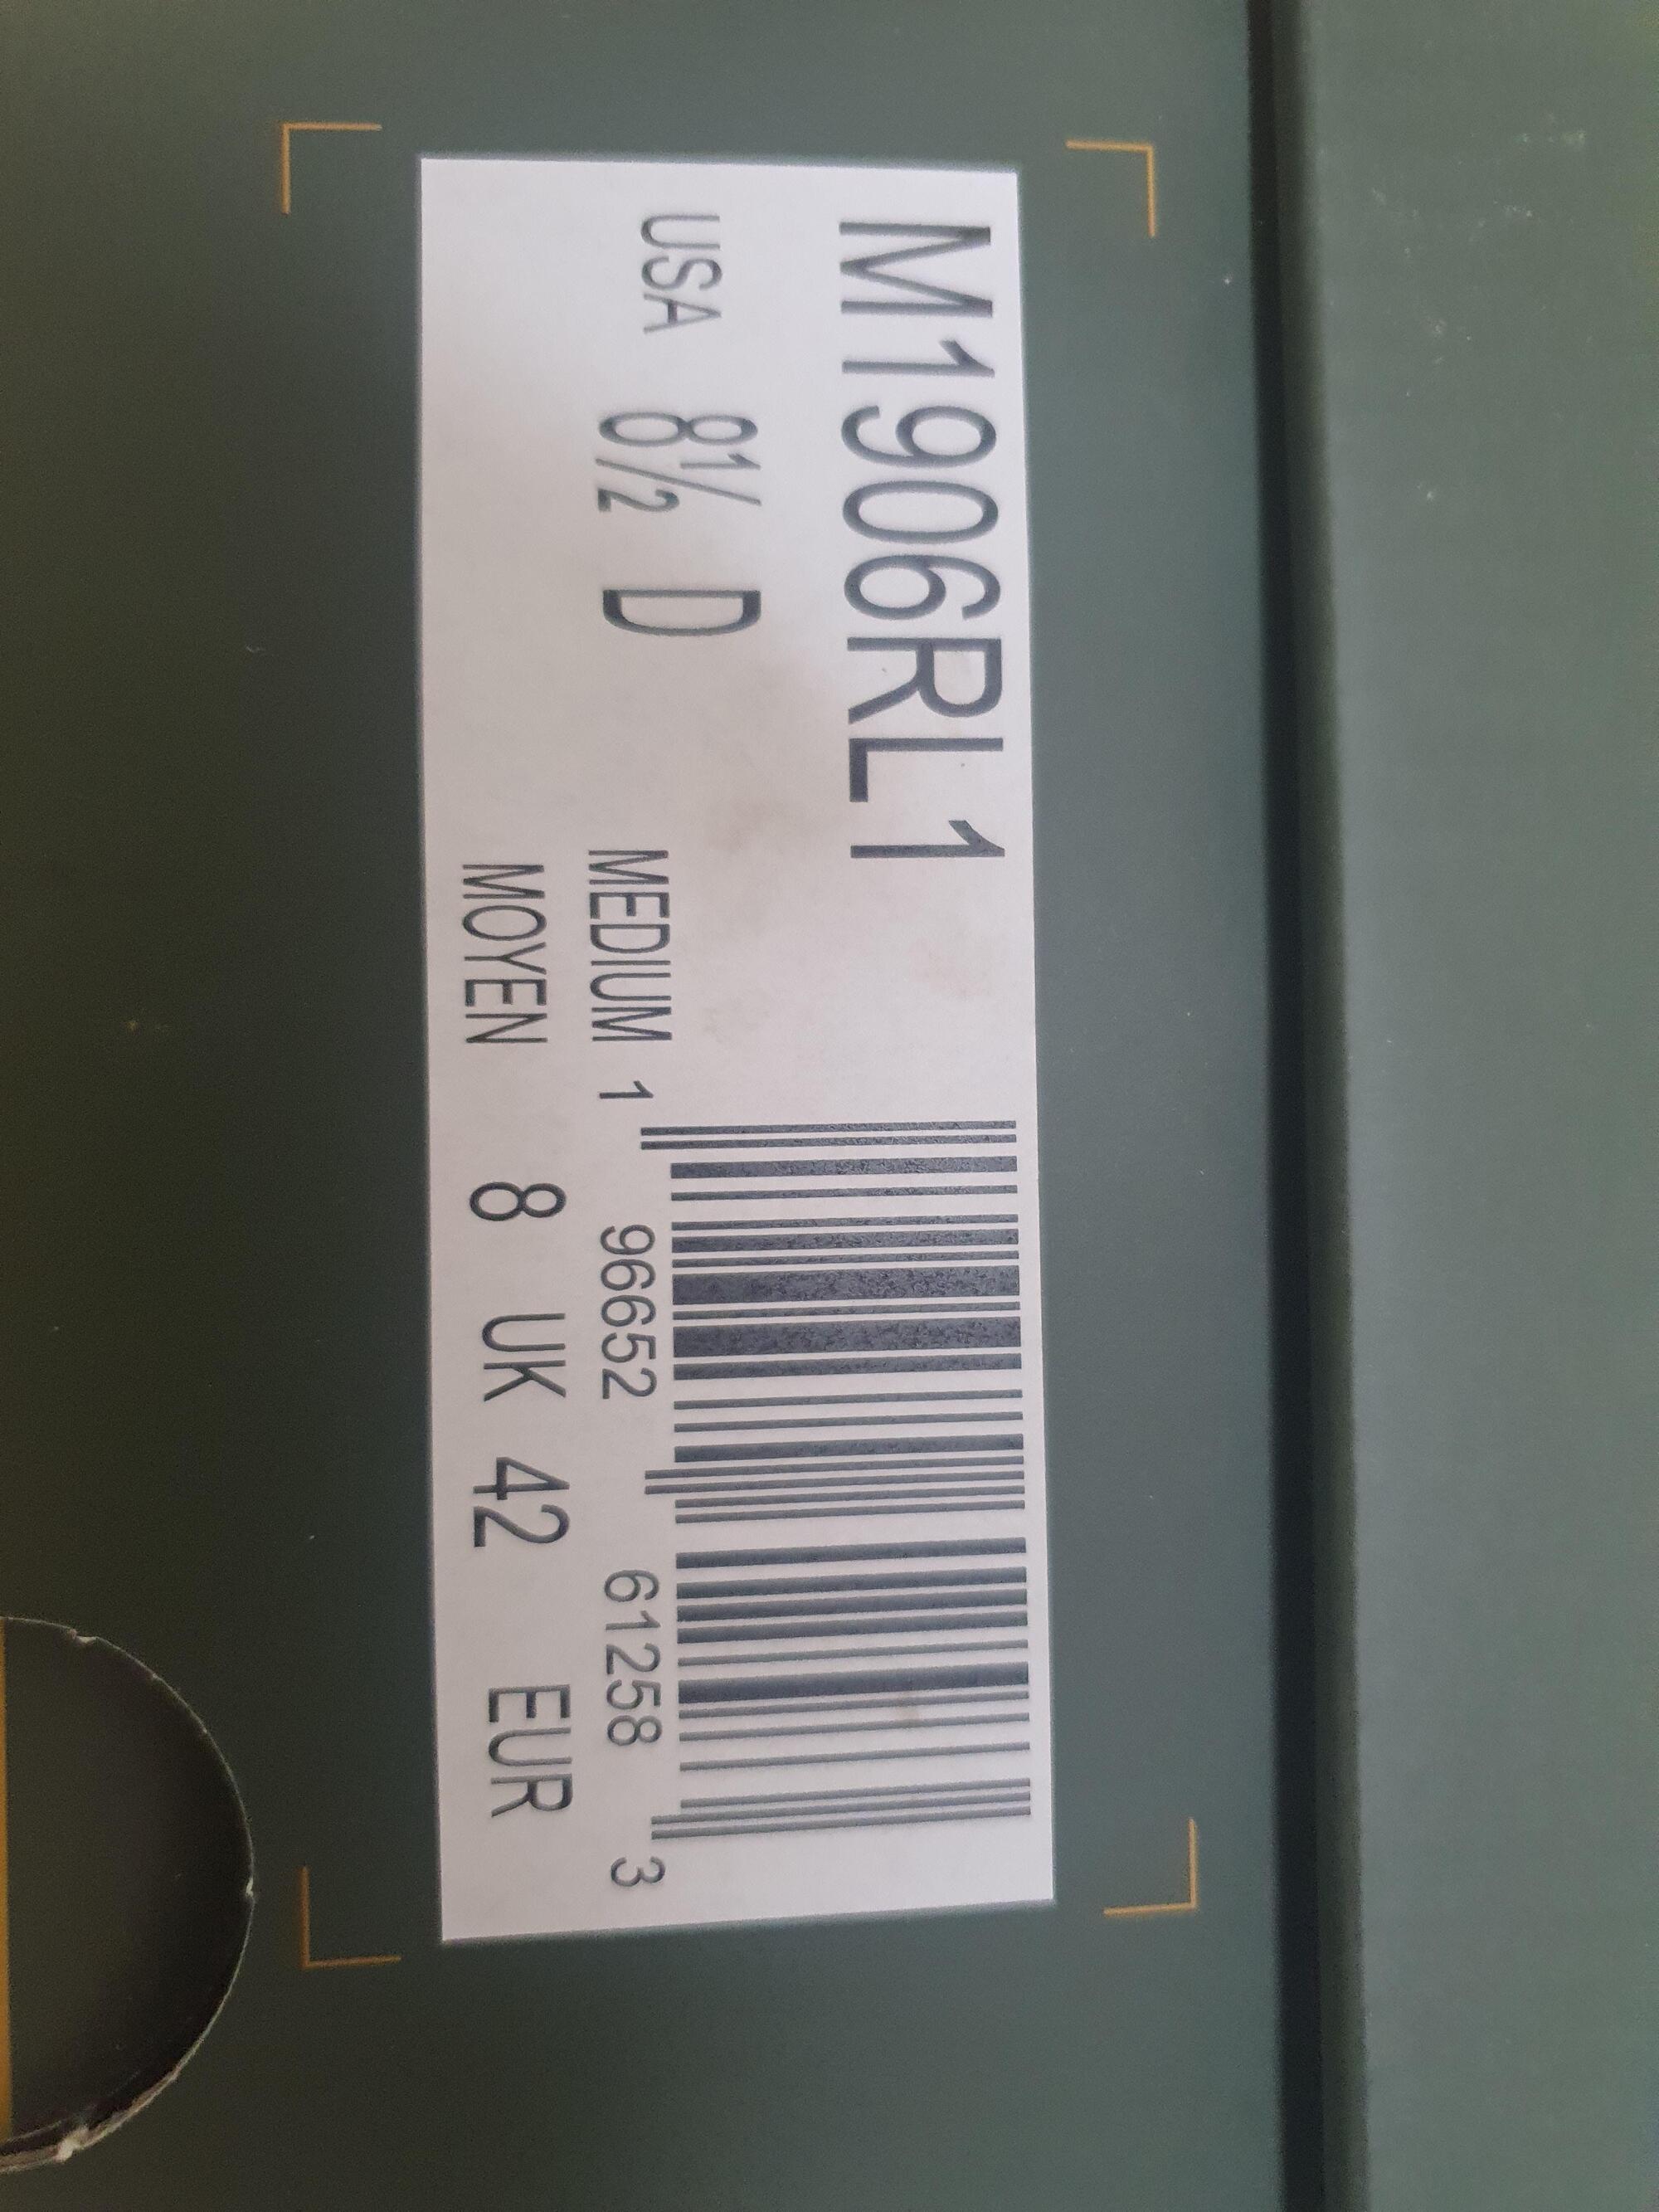 M1906RL1
USA 8½ D
MEDIUM
MOYEN
1 96652 61258 3
8 UK 42 EUR